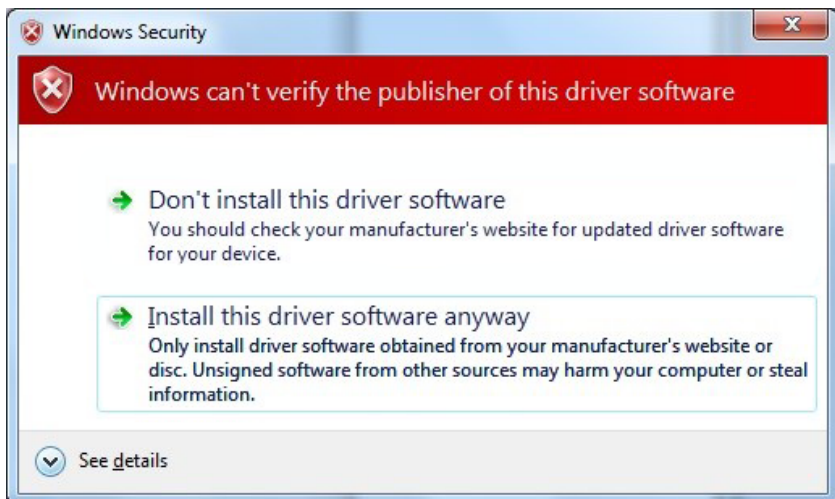 Windows Security
Windows can't verify the publisher of this driver software
Don't install this driver software
You should check your manufacturer's website for updated driver software
for your device.
Install this driver software anyway
Only install driver software obtained from your manufacturer's website or
disc. Unsigned software from other sources may harm your computer or steal
information.
See details